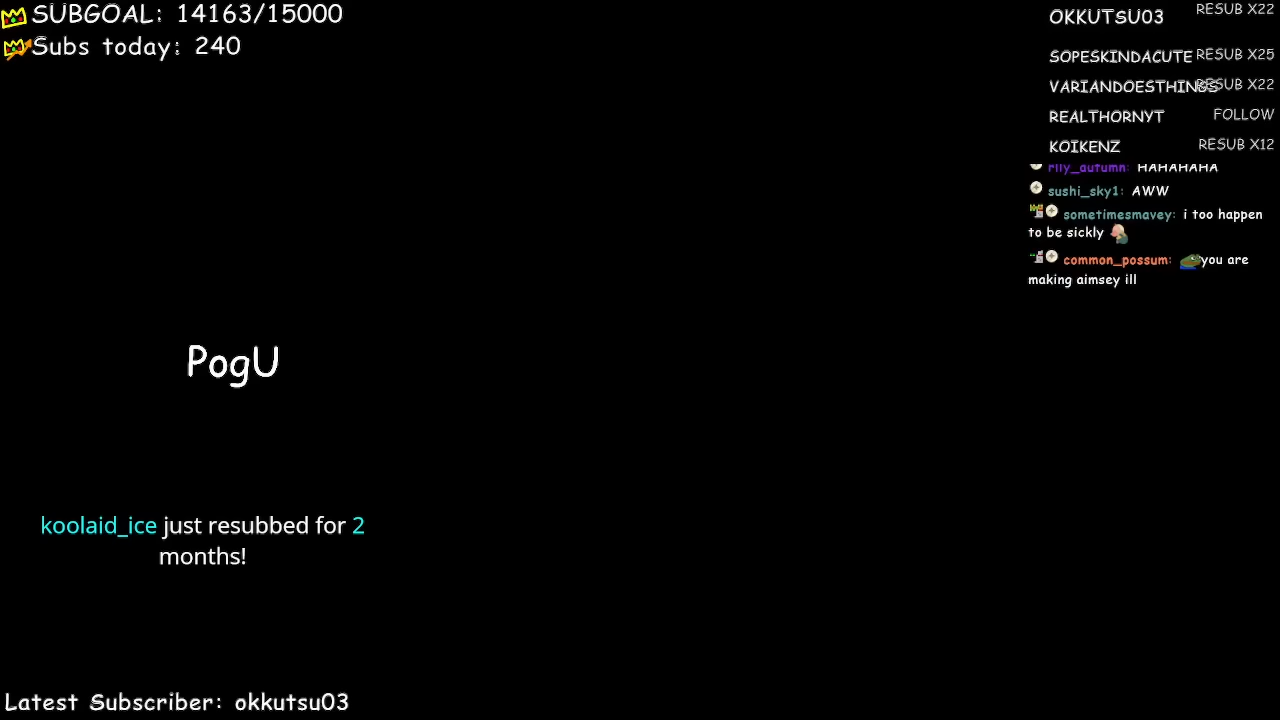 SUBGOAL: 14163/15000
Subs today: 240
OKKUTSU03 RESUB X22
SOPESKINDACUTE RESUB X25
VARIANDOESTHINGS RESUB X22
REALTHORNYT FOLLOW
KOIKENZ RESUB X12
rily_autumn: HAHAHAHA
sushi_sky1: AWW
sometimesmavey: i too happen
to be sickly
common_possum: you are
making aimsey ill
PogU
koolaid_ice just resubbed for 2
months!
Latest Subscriber: okkutsu03